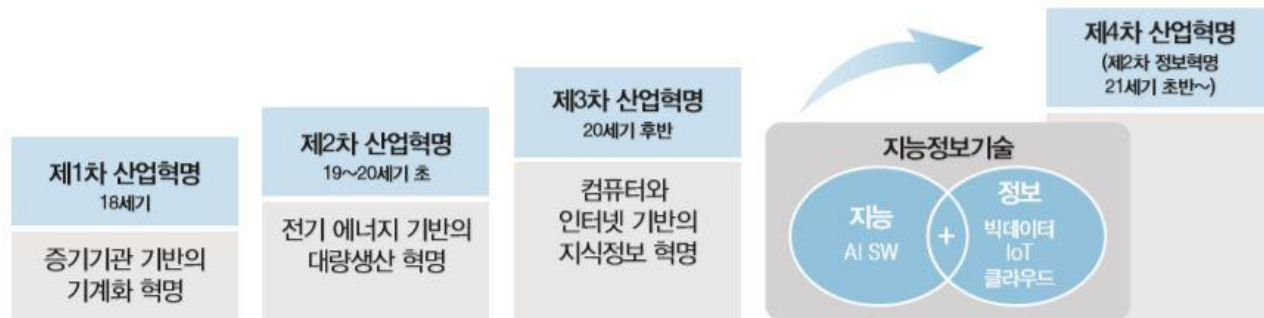 제1차 산업혁명
18세기
증기기관 기반의
기계화 혁명
제2차 산업혁명
19~20세기 초
전기 에너지 기반의
대량생산 혁명
제3차 산업혁명
20세기 후반
컴퓨터와
인터넷 기반의
지식정보 혁명
지능정보기술
지능
AI SW
+
정보
빅데이터
IoT
클라우드
제4차 산업혁명
(제2차 정보혁명
21세기 초반~)